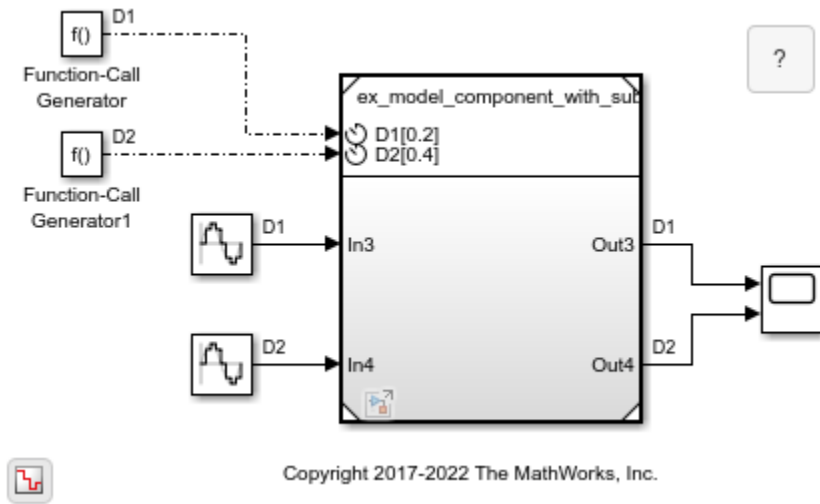 D1
f()
Function-Call
Generator
D2
f()
Function-Call
Generator1
?
ex_model_component_with_sub
D1[0.2]
D2[0.4]
D1
In3
Out3
D1
D2
In4
Out4
D2
Copyright 2017-2022 The MathWorks, Inc.